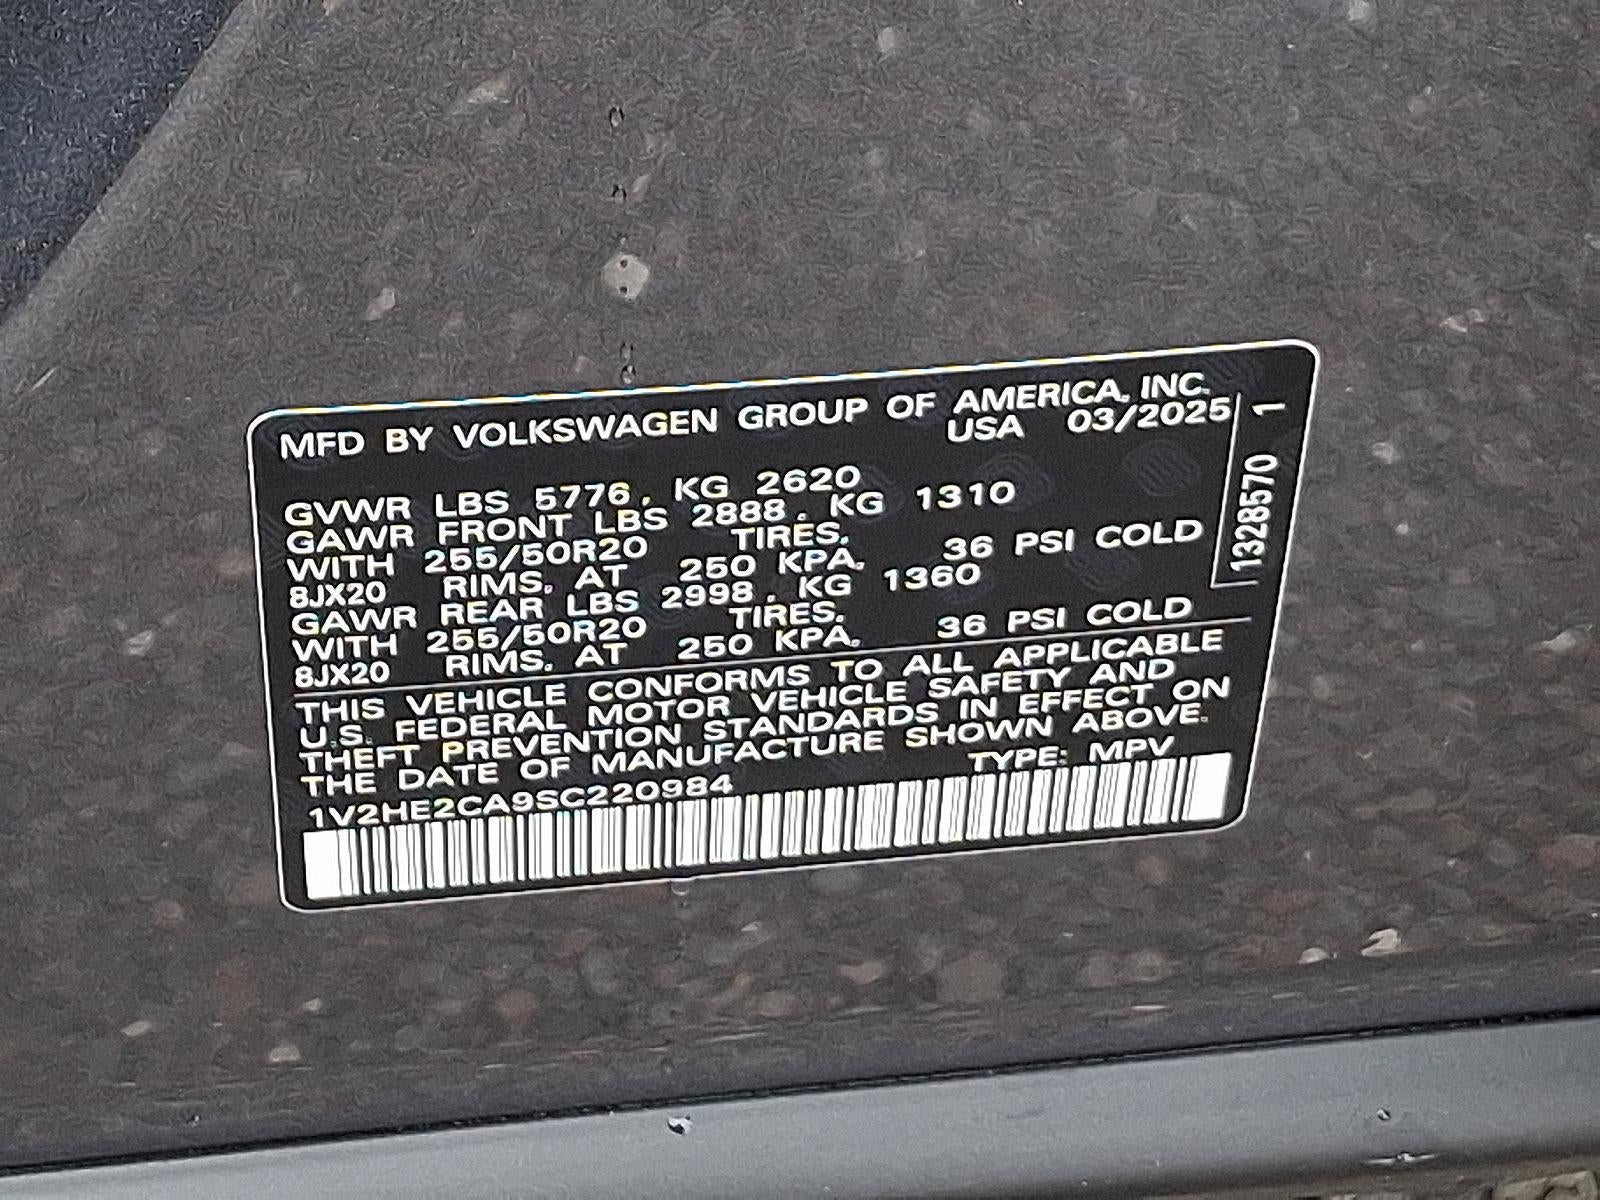 MFD BY VOLKSWAGEN GROUP OF AMERICA, INC.
USA 03/2025
GVWR LBS 5776. KG 2620
GAWR FRONT LBS 2888. KG 1310
WITH 255/50R20 TIRES.
8JX20 RIMS. AT 250 KPA. 36 PSI COLD
GAWR REAR LBS 2998. KG 1360
WITH 255/50R20 TIRES.
8JX20 RIMS. AT 250 KPA. 36 PSI COLD
THIS VEHICLE CONFORMS TO ALL APPLICABLE
U.S. FEDERAL MOTOR VEHICLE SAFETY AND
THEFT PREVENTION STANDARDS IN EFFECT ON
THE DATE OF MANUFACTURE SHOWN ABOVE.
TYPE: MPV
1V2HE2CA9SC220984
1328570 1